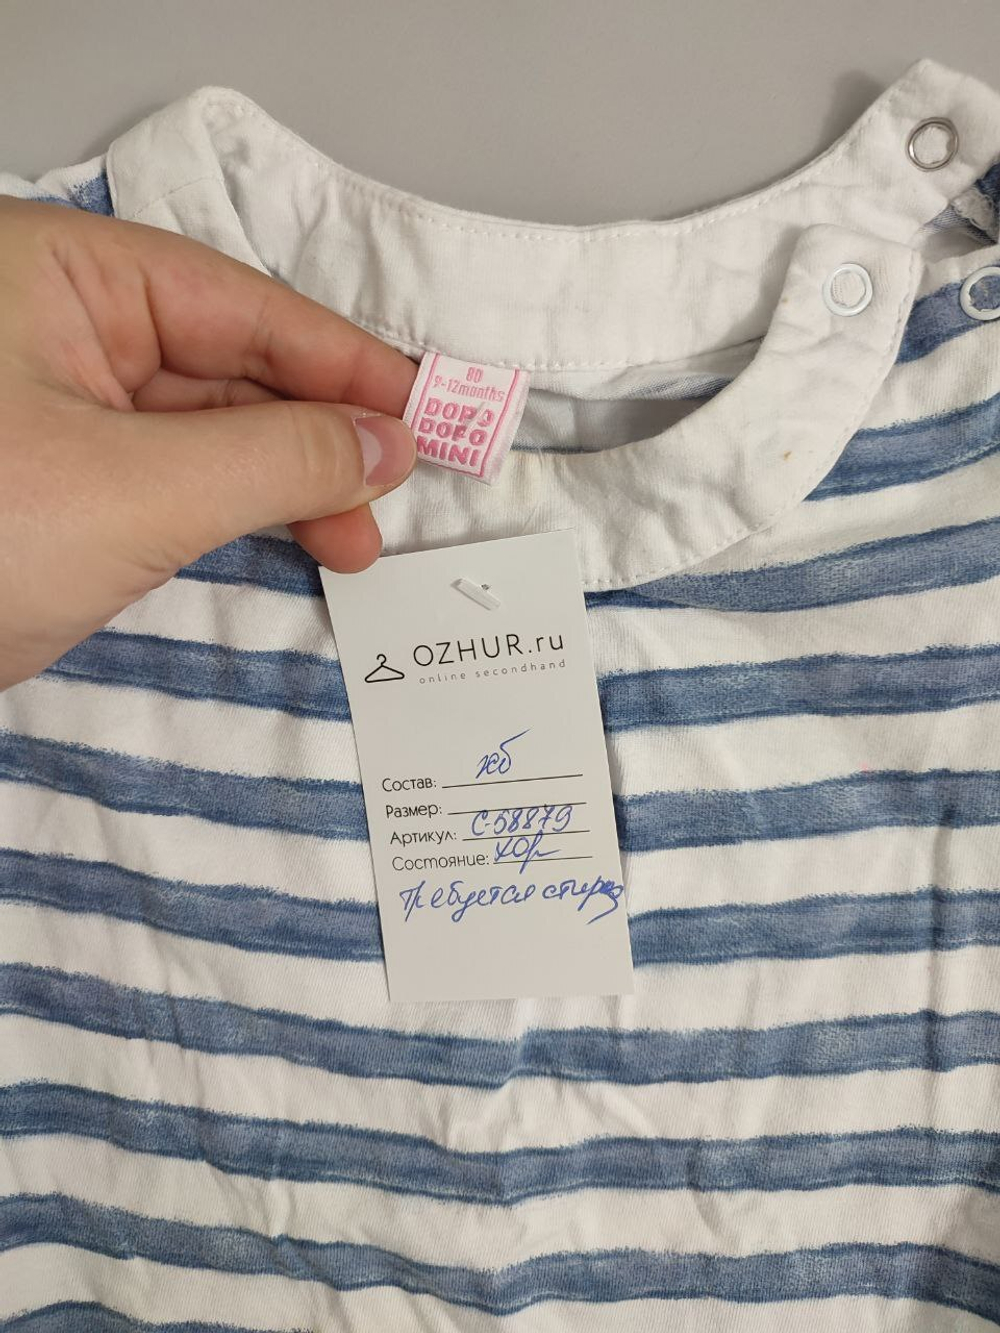 80
9-12months
DOPO
DOPO
MINI
OZHUR.ru
online secondhand
Состав: хб
Размер:
Артикул: С-58879
Состояние: хор
Требуется стирка